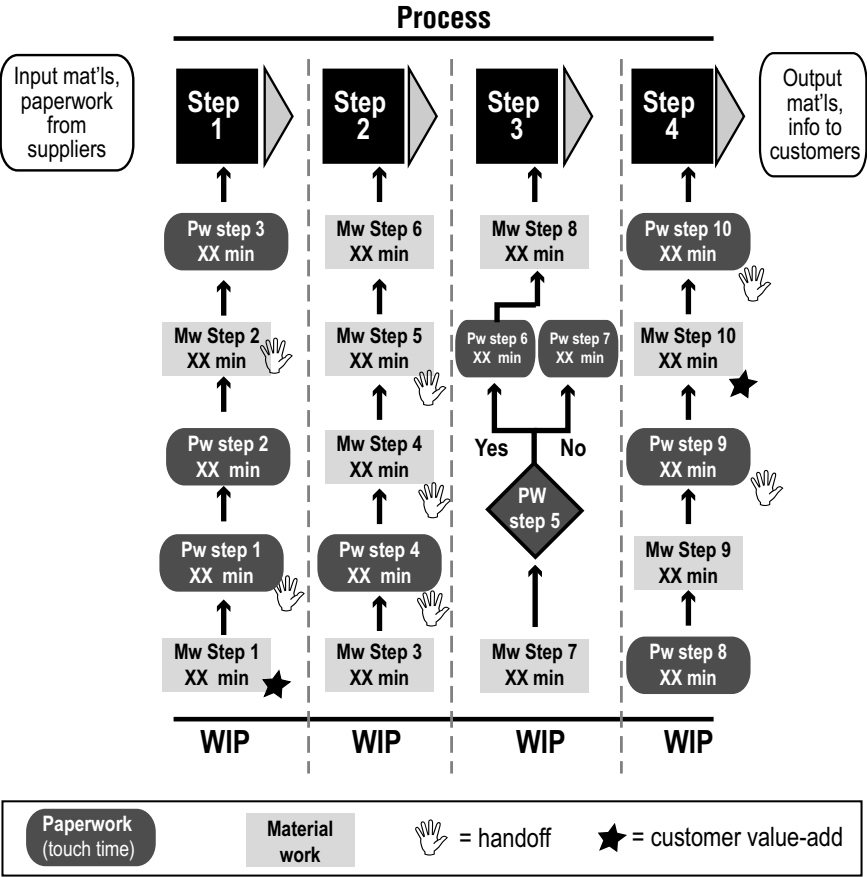 Process
Input mat'ls,
paperwork
from
suppliers
Step
1
Step
2
Step
3
Step
4
Output
mat'ls,
info to
customers
Pw step 3
XX min
Mw Step 2
XX min
Pw step 2
XX min
Pw step 1
XX min
Mw Step 1
XX min
Mw Step 6
XX min
Mw Step 5
XX min
Mw Step 4
XX min
Pw step 4
XX min
Mw Step 3
XX min
Mw Step 8
XX min
Pw step 6
XX min
Pw step 7
XX min
Yes
No
PW
step 5
Mw Step 7
XX min
Pw step 10
XX min
Mw Step 10
XX min
Pw step 9
XX min
Mw Step 9
XX min
Pw step 8
XX min
WIP
WIP
WIP
WIP
Paperwork
(touch time)
Material
work
= handoff
= customer value-add